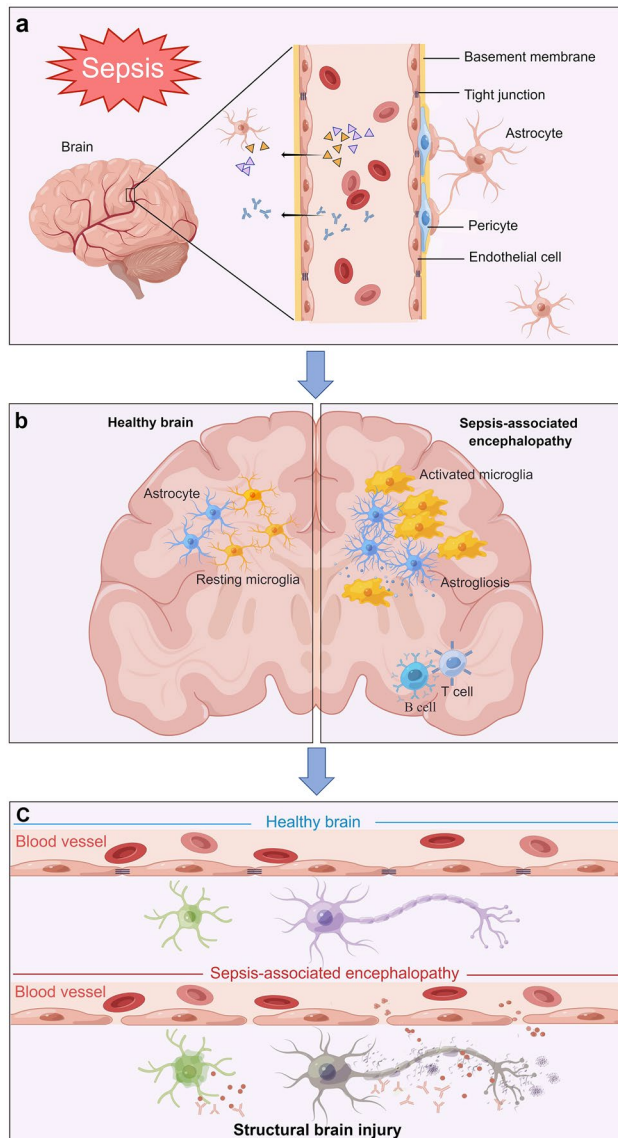 a
Sepsis
Brain
Basement membrane
Tight junction
Astrocyte
Pericyte
Endothelial cell
b
Healthy brain
Sepsis-associated
encephalopathy
Astrocyte
Resting microglia
Activated microglia
Astrogliosis
T cell
B cell
C
Healthy brain
Blood vessel
Sepsis-associated encephalopathy
Blood vessel
Structural brain injury